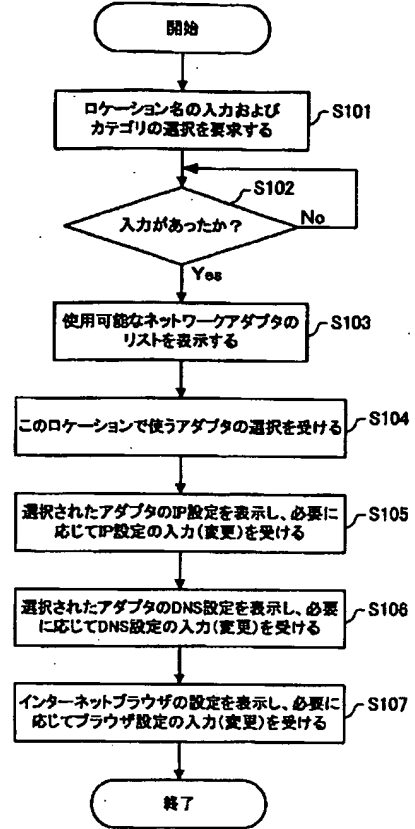 開始
ロケーション名の入力および
カテゴリの選択を要求する
S101
S102
入力があったか？
No
Yes
使用可能なネットワークアダプタの
リストを表示する
S103
このロケーションで使うアダプタの選択を受ける
S104
選択されたアダプタのIP設定を表示し、必要に
応じてIP設定の入力(変更)を受ける
S105
選択されたアダプタのDNS設定を表示し、必要
に応じてDNS設定の入力(変更)を受ける
S106
インターネットブラウザの設定を表示し、必要に
応じてブラウザ設定の入力(変更)を受ける
S107
終了